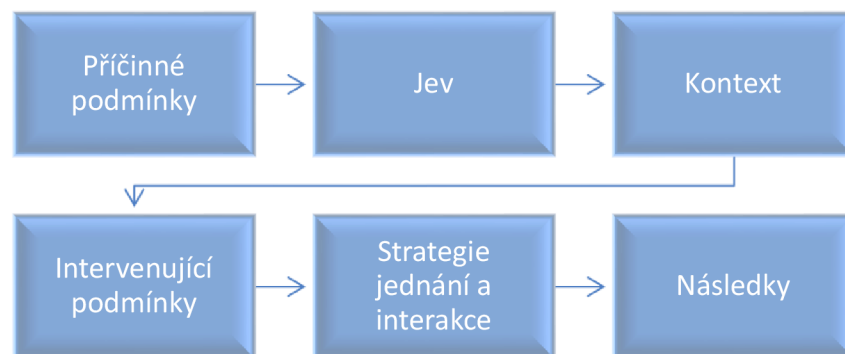 Příčinné
podmínky
Jev
Kontext
Intervenující
podmínky
Strategie
jednání a
interakce
Následky